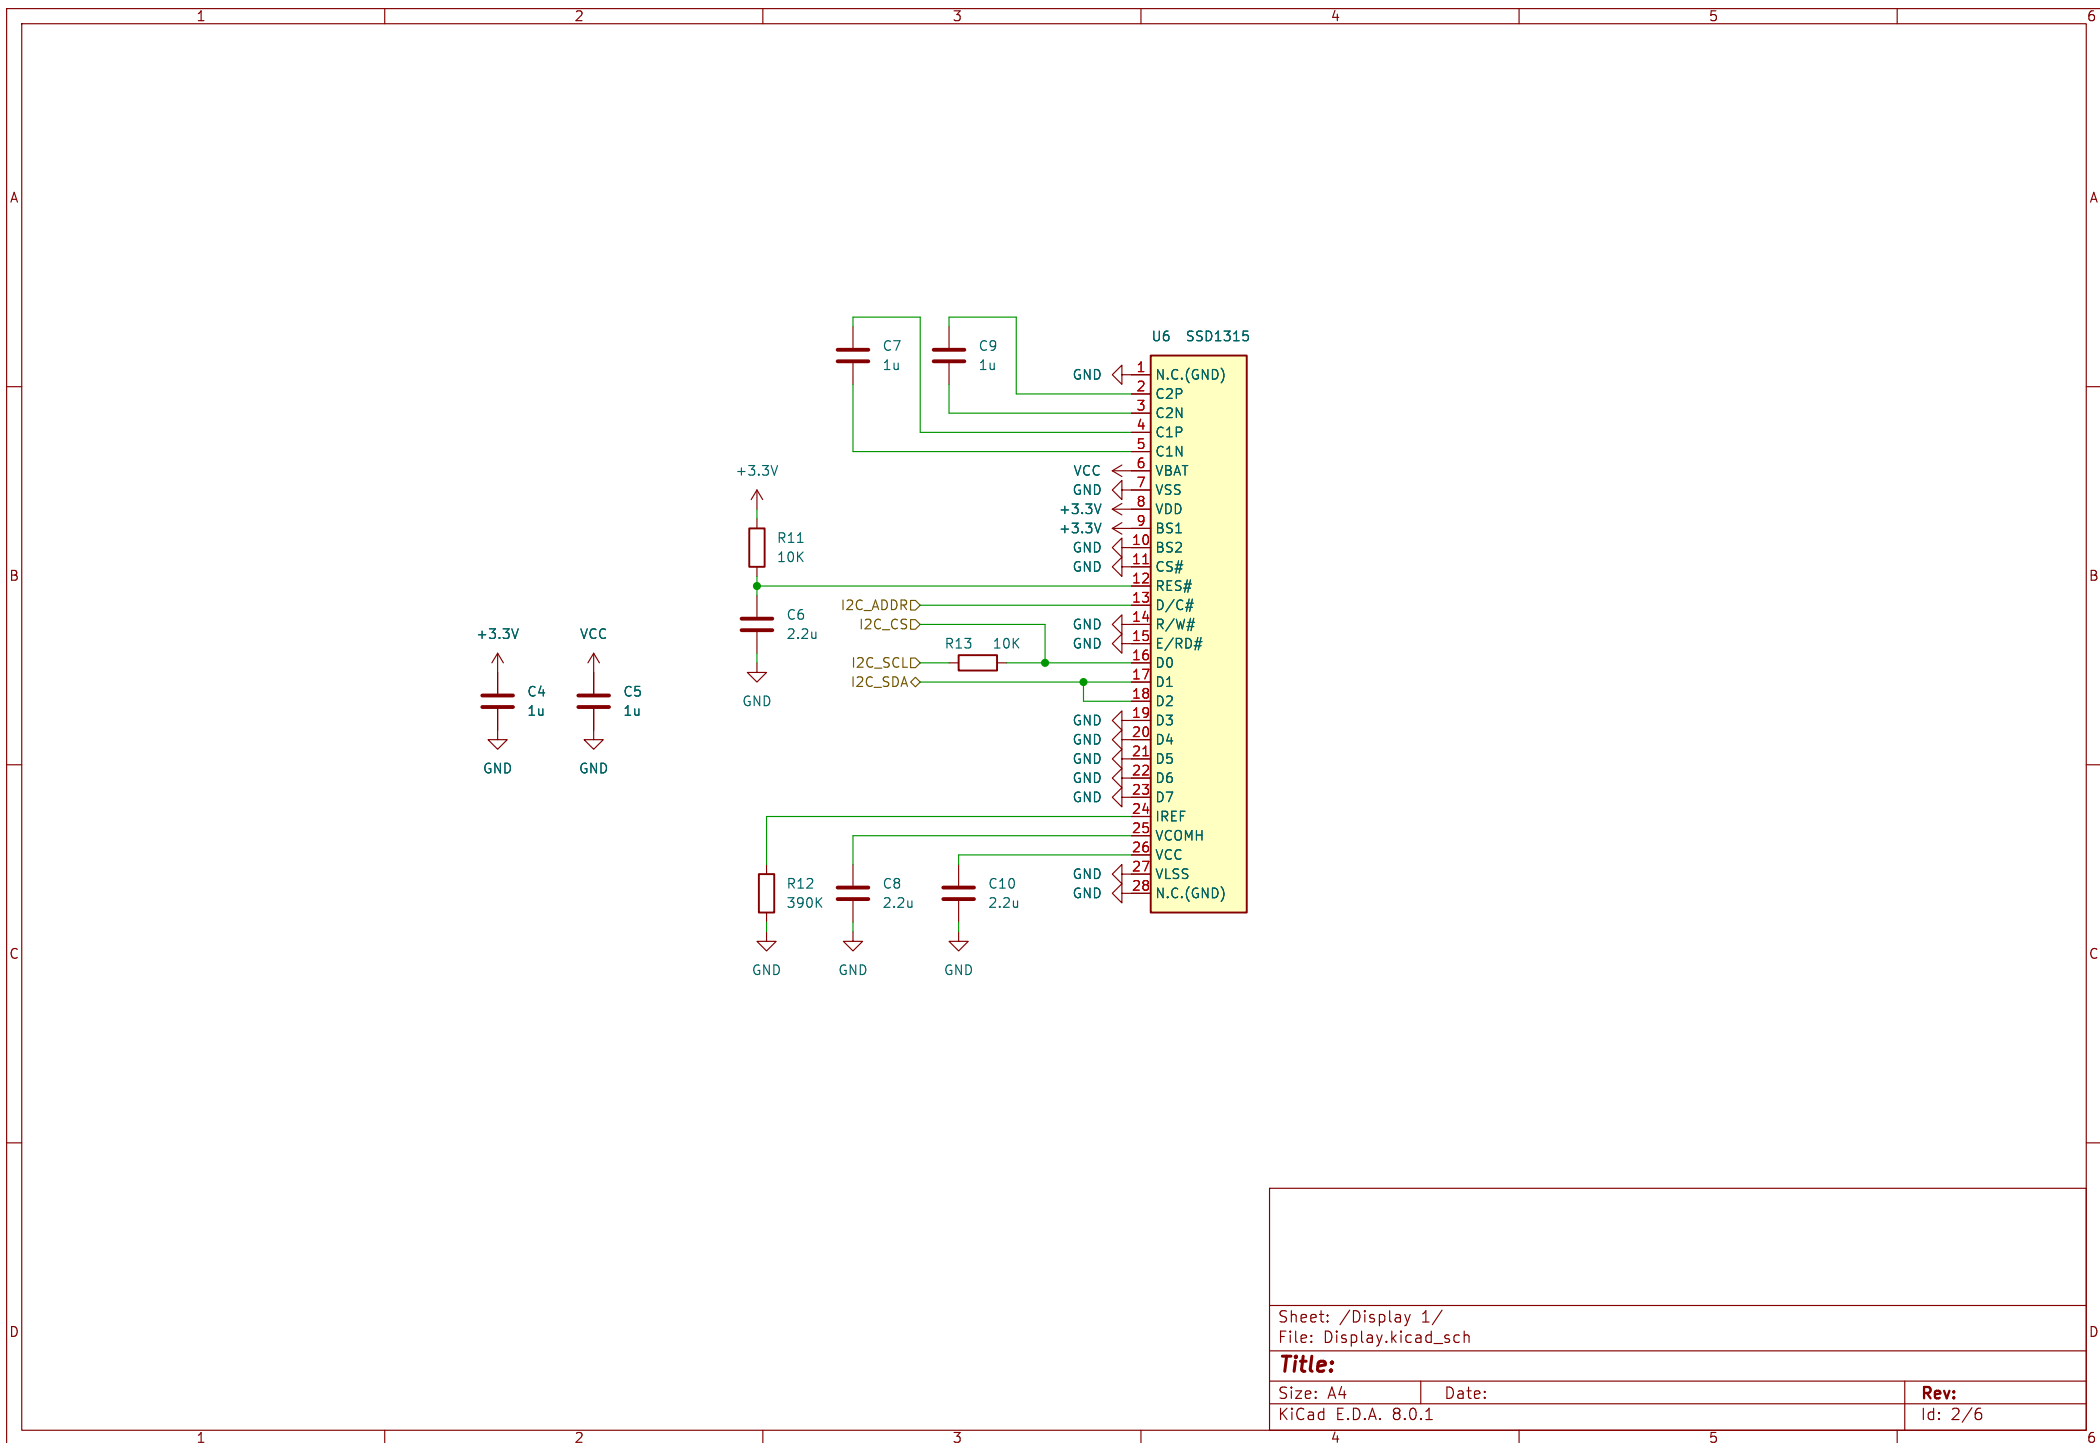 1 2 3 4 5 6
A A
U6 SSD1315
C7 C9
1u 1u
GND 1 N.C.(GND)
2 C2P
3 C2N
4 C1P
5 C1N
+3.3V VCC 6 VBAT
GND 7 VSS
+3.3V 8 VDD
+3.3V 9 BS1
R11
10K
GND 10 BS2
GND 11 CS#
B B
12 RES#
I2C_ADDR 13 D/C#
C6
2.2u
I2C_CS GND 14 R/W#
+3.3V VCC
R13 10K GND 15 E/RD#
I2C_SCL 16 D0
I2C_SDA 17 D1
C4 C5
1u 1u
GND 18 D2
GND 19 D3
GND 20 D4
GND 21 D5
GND GND
GND 22 D6
GND 23 D7
24 IREF
25 VCOMH
26 VCC
GND 27 VLSS
R12 C8 C10
390K 2.2u 2.2u
GND 28 N.C.(GND)
C C
GND GND GND
Sheet: /Display 1/
File: Display.kicad_sch
D D
Title:
Size: A4 Date: Rev:
KiCad E.D.A. 8.0.1 Id: 2/6
1 2 3 4 5 6